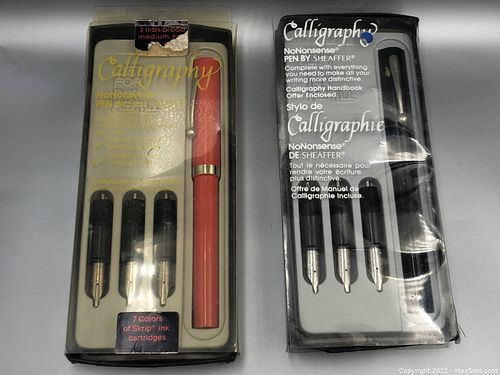 3 nibs-broad
medium, fine
Calligraphy
NoNonsense
PEN BY
7 Colors
of Skrip® ink
cartridges
Calligraphy
NoNonsense®
PEN BY SHEAFFER®
Complete with everything
you need to make all your
writing more distinctive.
Calligraphy Handbook
Offer Enclosed
Stylo de
Calligraphie
NoNonsense®
DE SHEAFFER®
Tout le nécessaire pour
rendre votre écriture
plus distinctive.
Offre de Manuel de
Calligraphie incluse.
Copyright 2022 - MaxSold.com